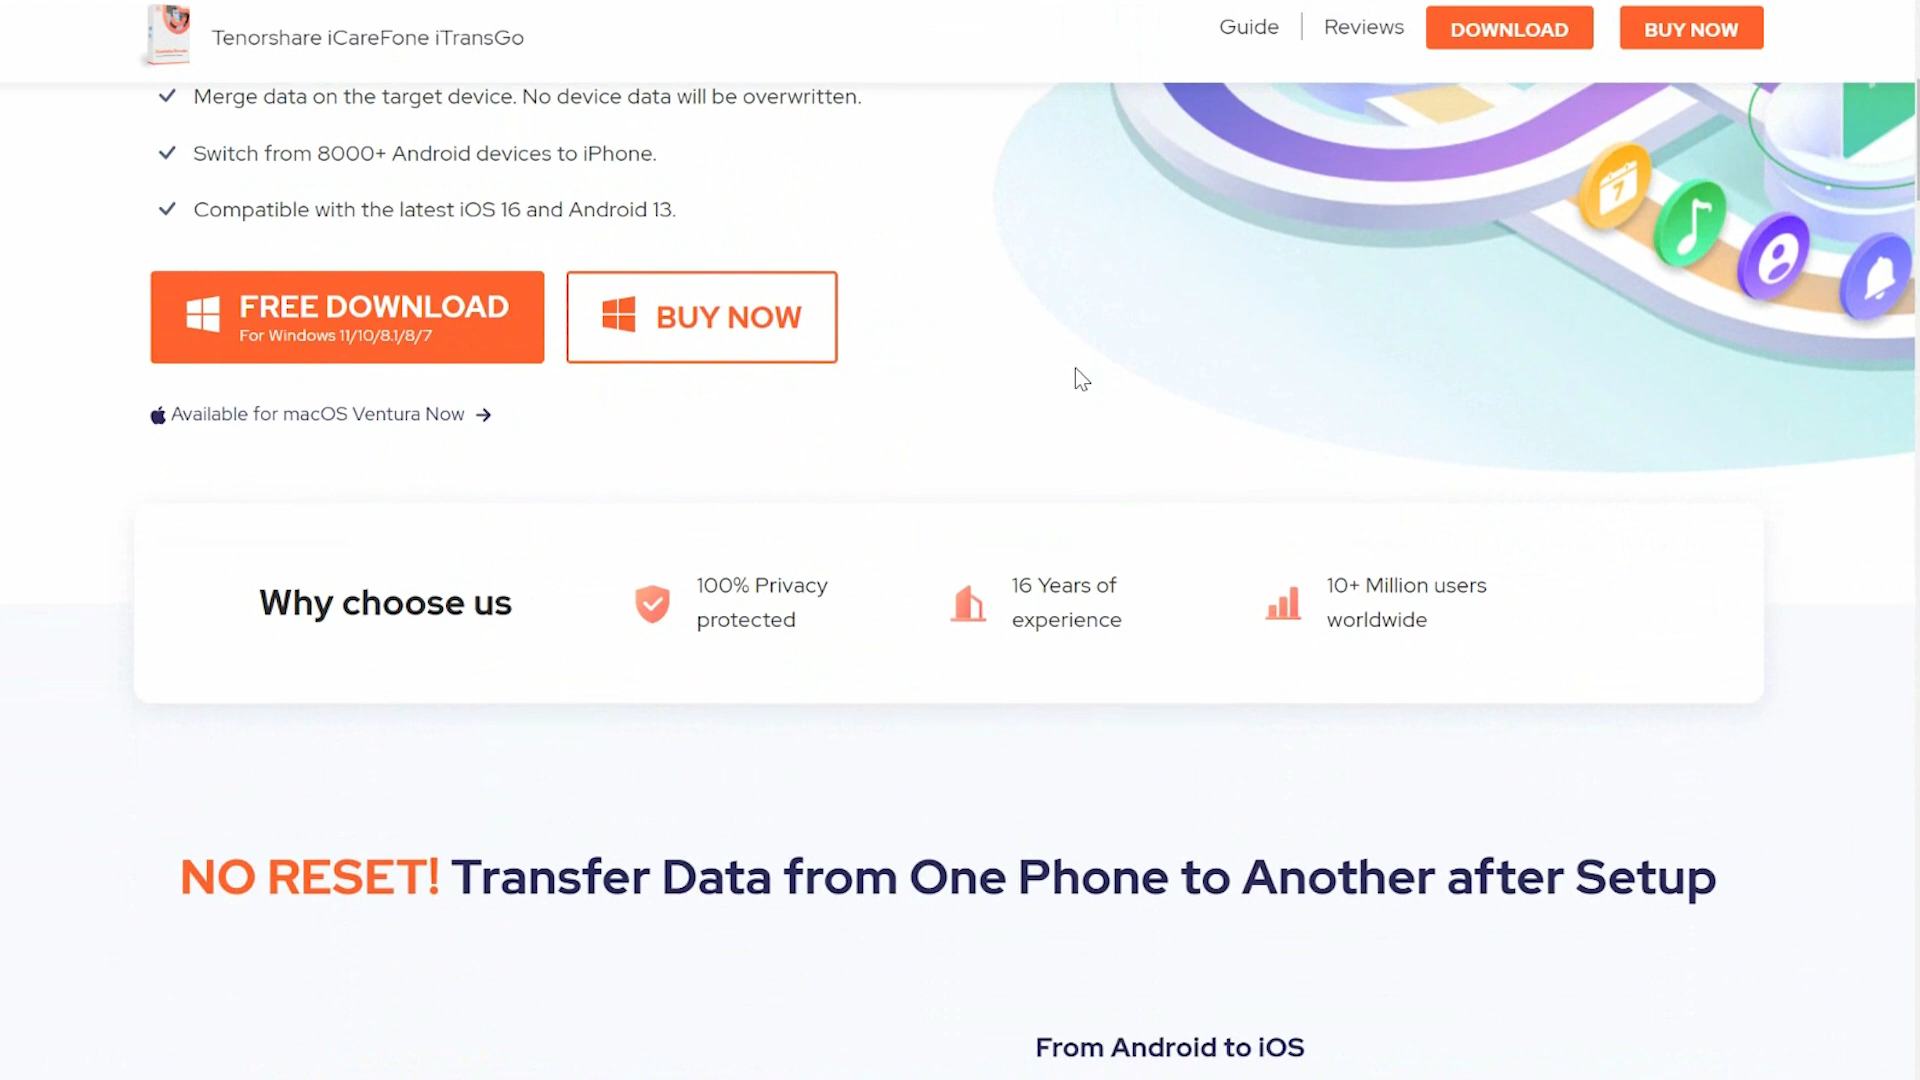 Tenorshare iCareFone iTransGo
Guide
Reviews
DOWNLOAD
BUY NOW
Merge data on the target device. No device data will be overwritten.
Switch from 8000+ Android devices to iPhone.
Compatible with the latest iOS 16 and Android 13.
FREE DOWNLOAD
For Windows 11/10/8.1/8/7
BUY NOW
Available for macOS Ventura Now
7
Why choose us
100% Privacy
protected
16 Years of
experience
10+ Million users
worldwide
NO RESET! Transfer Data from One Phone to Another after Setup
From Android to iOS